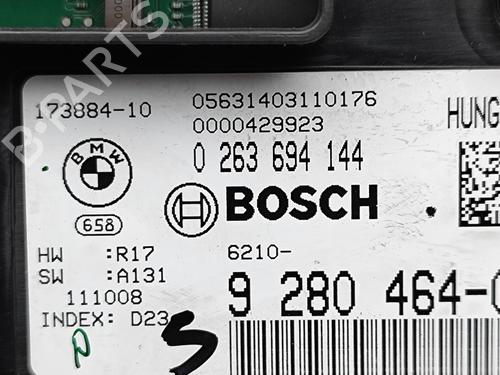 173884-10
05631403110176
0000429923
HUNG
0 263 694 144
BMW
BOSCH
658
HW :R17
6210-
SW :A131
111008
9 280 464-0
INDEX: D23
B-PARTS